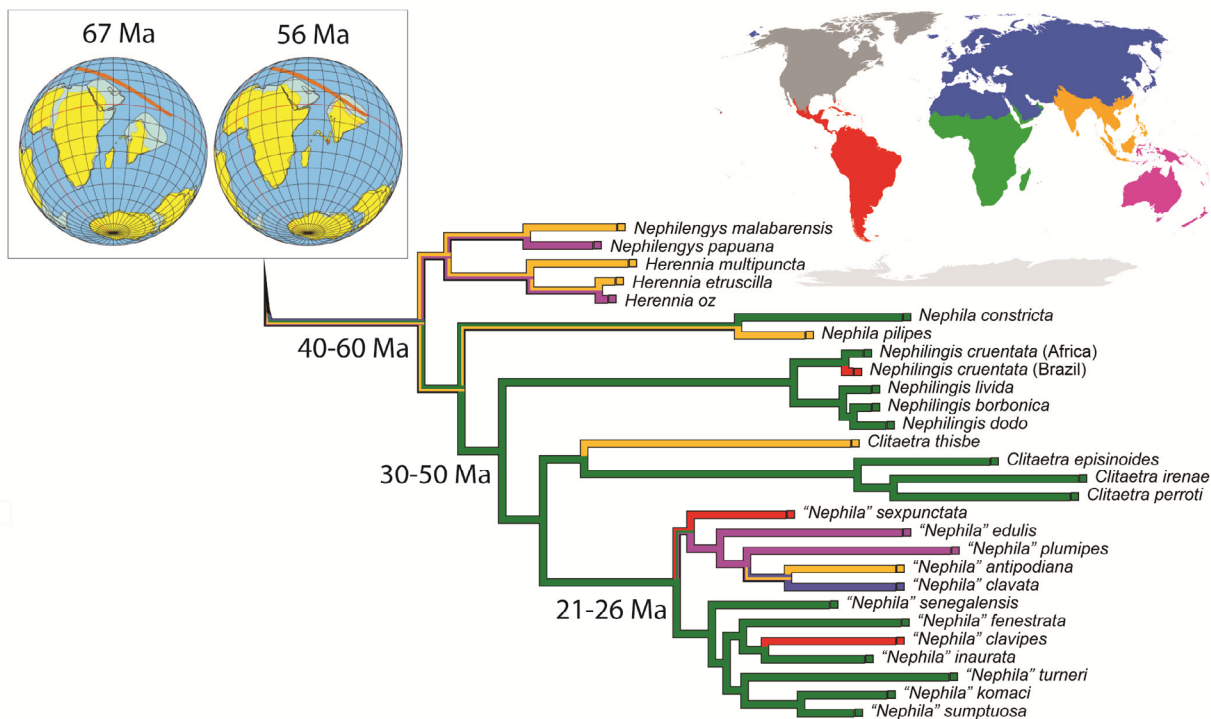 67 Ma
56 Ma
Nephilengys malabarensis
Nephilengys papuana
Herennia multipuncta
Herennia etruscilla
Herennia oz
40-60 Ma
Nephila constricta
Nephila pilipes
Nephilingis cruentata (Africa)
Nephilingis cruentata (Brazil)
Nephilingis livida
Nephilingis borbonica
Nephilingis dodo
Clitaetra thisbe
30-50 Ma
Clitaetra episinoides
Clitaetra irenae
Clitaetra perroti
"Nephila" sexpunctata
"Nephila" edulis
"Nephila" plumipes
"Nephila" antipodiana
"Nephila" clavata
21-26 Ma
"Nephila" senegalensis
"Nephila" fenestrata
"Nephila" clavipes
"Nephila" inaurata
"Nephila" turneri
"Nephila" komaci
"Nephila" sumptuosa